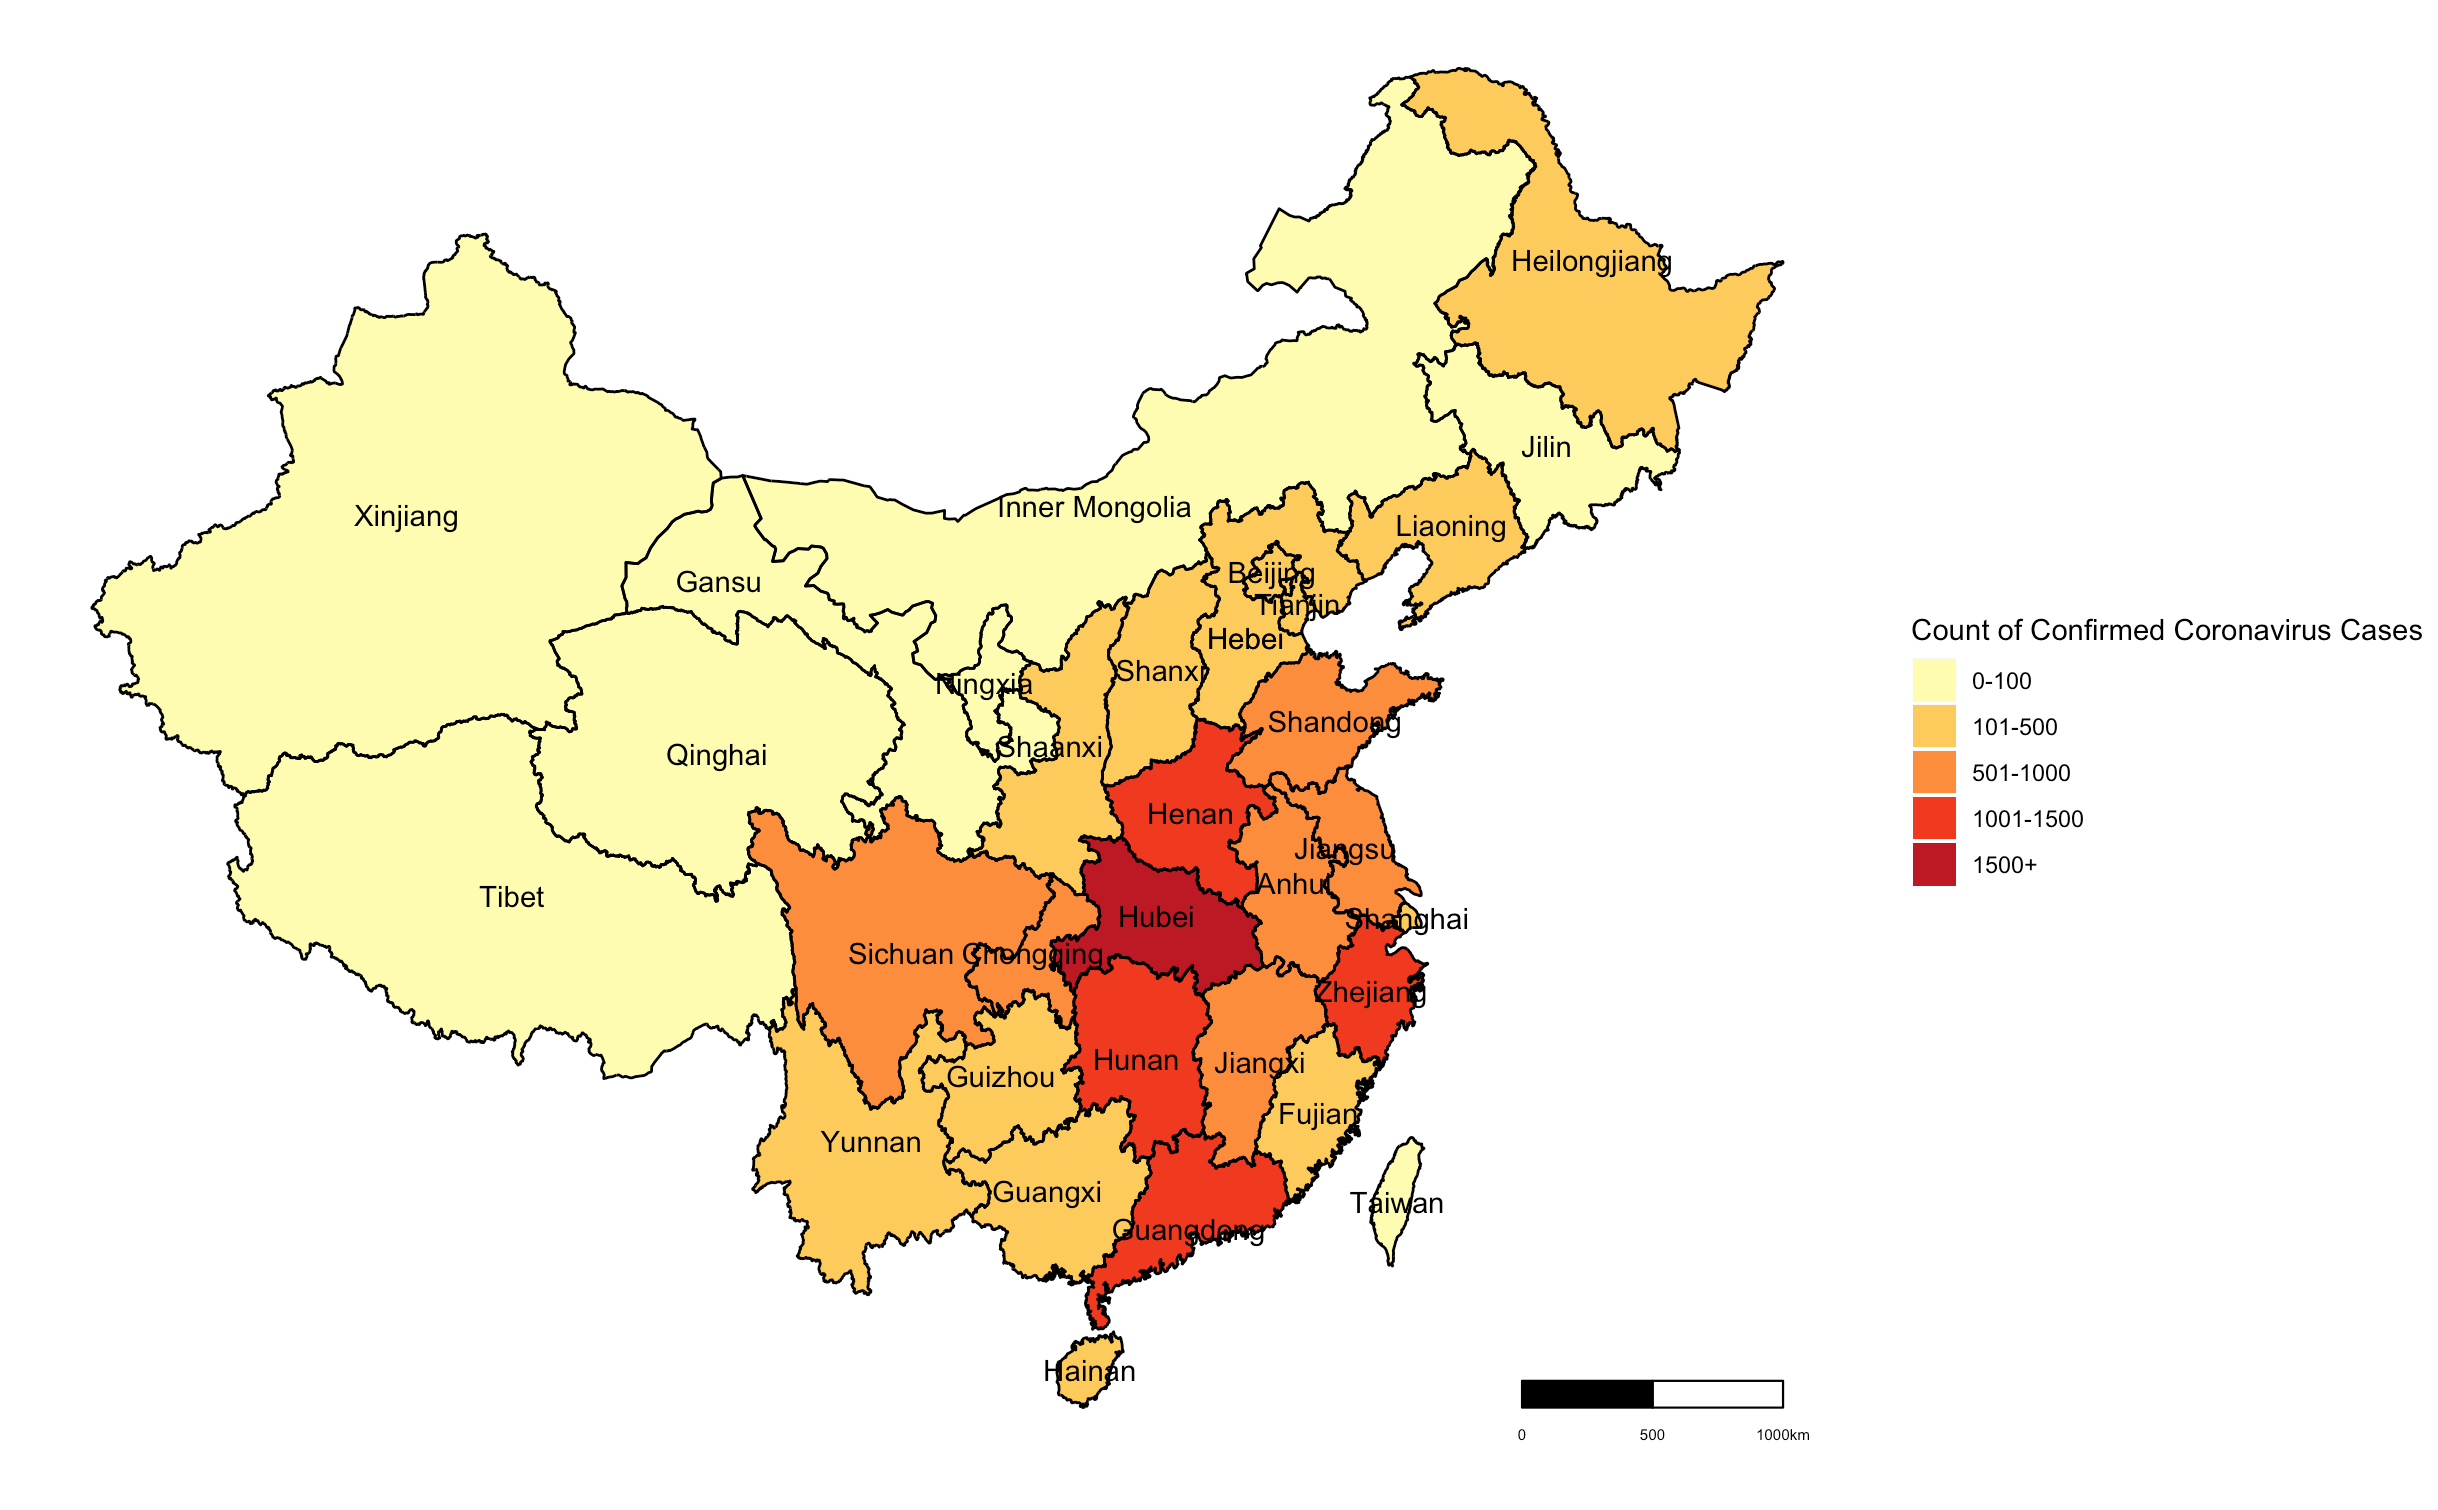 Heilongjiang
Jilin
Inner Mongolia
Xinjiang
Liaoning
Gansu
Beijing
Tianjin
Hebei
Ningxia
Shanxi
Shandong
Qinghai
Shaanxi
Henan
Jiangsu
Anhui
Tibet
Hubei
Shanghai
Sichuan
Chongqing
Zhejiang
Hunan
Jiangxi
Guizhou
Fujian
Yunnan
Guangxi
Taiwan
Guangdong
Hainan
Count of Confirmed Coronavirus Cases
0-100
101-500
501-1000
1001-1500
1500+
0 500 1000km